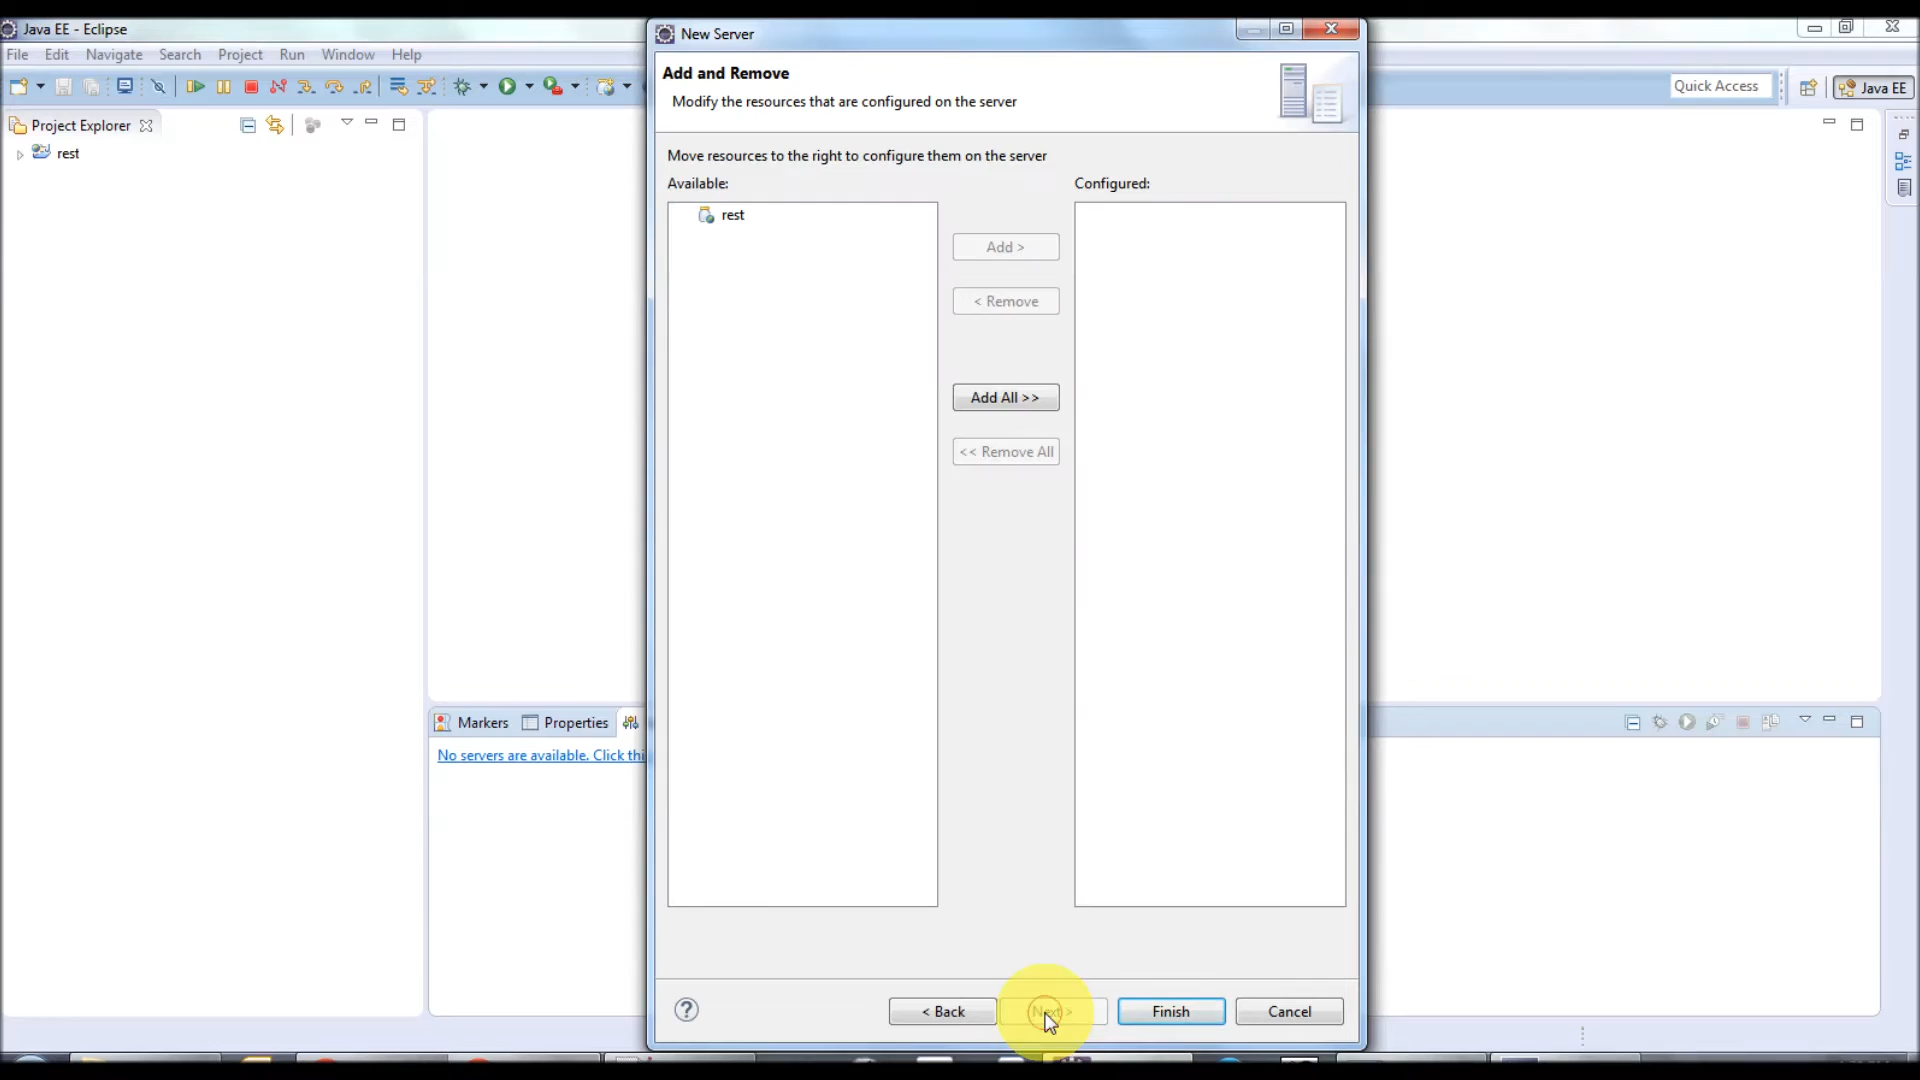 Java EE - Eclipse
File Edit Navigate Search Project Run Window Help
Quick Access
Java EE
Project Explorer
rest
New Server
Add and Remove
Modify the resources that are configured on the server
Move resources to the right to configure them on the server
Available:
Configured:
rest
Add >
< Remove
Add All >>
<< Remove All
Markers
Properties
No servers are available. Click thi
?
< Back
Next >
Finish
Cancel